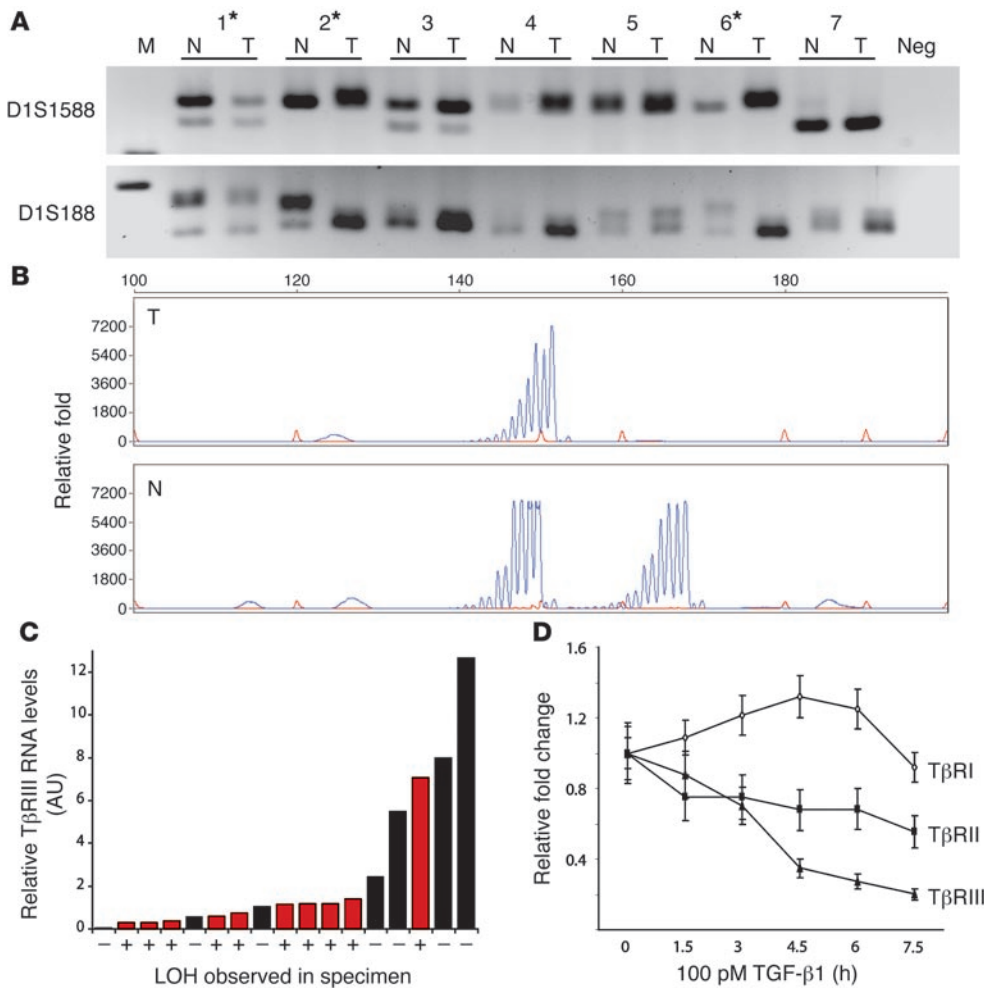 A
1* 2* 3 4 5 6* 7
M N T N T N T N T N T N T N T Neg
D1S1588
D1S188
B
100 120 140 160 180
T
7200
5400
3600
1800
0
Relative fold
N
7200
5400
3600
1800
0
C
Relative TβRIII RNA levels
(AU)
12
10
8
6
4
2
0
− + + + − + + − + + + + − − + − −
LOH observed in specimen
D
Relative fold change
1.6
1.2
0.8
0.4
TβRI
TβRII
TβRIII
0 1.5 3 4.5 6 7.5
100 pM TGF-β1 (h)